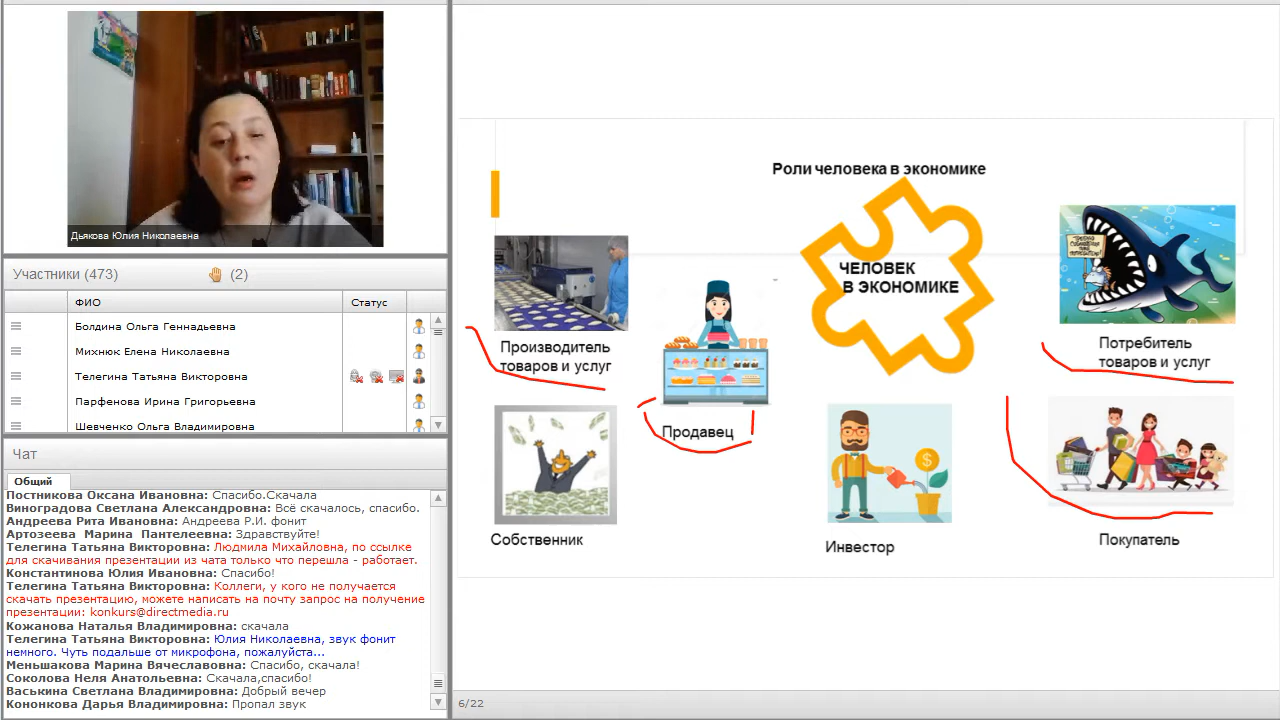 Дьякова Юлия Николаевна
Участники (473)
(2)
ФИО
Статус
Болдина Ольга Геннадьевна
Михнюк Елена Николаевна
Телегина Татьяна Викторовна
Парфенова Ирина Григорьевна
Шевченко Ольга Владимировна
Чат
Общий
Постникова Оксана Ивановна: Спасибо.Скачала
Виноградова Светлана Александровна: Всё скачалось, спасибо.
Андреева Рита Ивановна: Андреева Р.И. фонит
Артозеева Марина Пантелеевна: Здравствуйте!
Телегина Татьяна Викторовна: Людмила Михайловна, по ссылке
для скачивания презентации из чата только что перешла - работает.
Константинова Юлия Ивановна: Спасибо!
Телегина Татьяна Викторовна: Коллеги, у кого не получается
скачать презентацию, можете написать на почту запрос на получение
презентации: konkurs@directmedia.ru
Кожанова Наталья Владимировна: скачала
Телегина Татьяна Викторовна: Юлия Николаевна, звук фонит
немного. Чуть подальше от микрофона, пожалуйста...
Меньшакова Марина Вячеславовна: Спасибо, скачала!
Соколова Неля Анатольевна: Скачала,спасибо!
Васькина Светлана Владимировна: Добрый вечер
Кононкова Дарья Владимировна: Пропал звук
Роли человека в экономике
ЧЕЛОВЕК
В ЭКОНОМИКЕ
Производитель
товаров и услуг
Продавец
Потребитель
товаров и услуг
Собственник
Инвестор
Покупатель
6/22